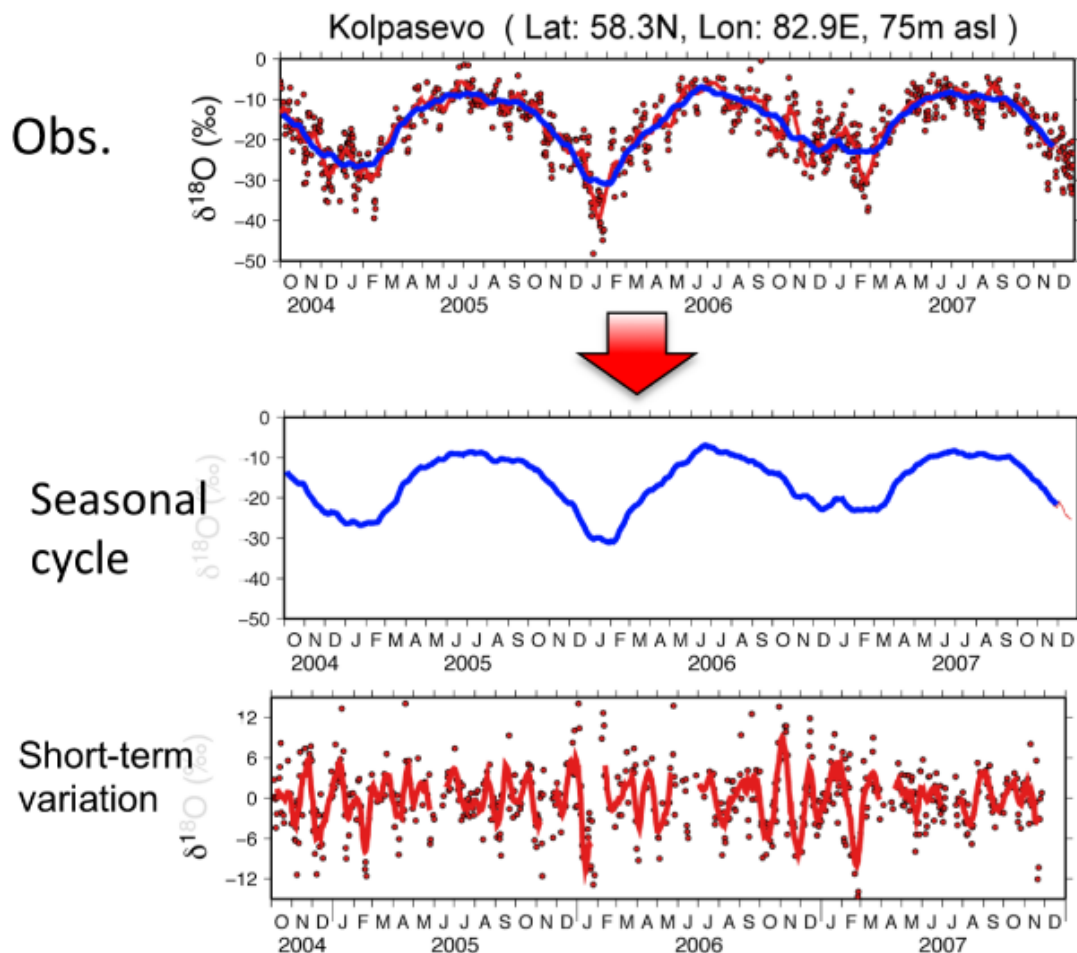 Kolpasevo ( Lat: 58.3N, Lon: 82.9E, 75m asl )
Obs.
δ18O (‰)
0
−10
−20
−30
−40
−50
O N D J F M A M J J A S O N D J F M A M J J A S O N D J F M A M J J A S O N D
2004 2005 2006 2007
Seasonal
cycle
δ18O (‰)
0
-10
-20
-30
-40
-50
O N D J F M A M J J A S O N D J F M A M J J A S O N D J F M A M J J A S O N D
2004 2005 2006 2007
Short-term
variation
δ18O (‰)
12
6
0
−6
−12
O N D J F M A M J J A S O N D J F M A M J J A S O N D J F M A M J J A S O N D
2004 2005 2006 2007